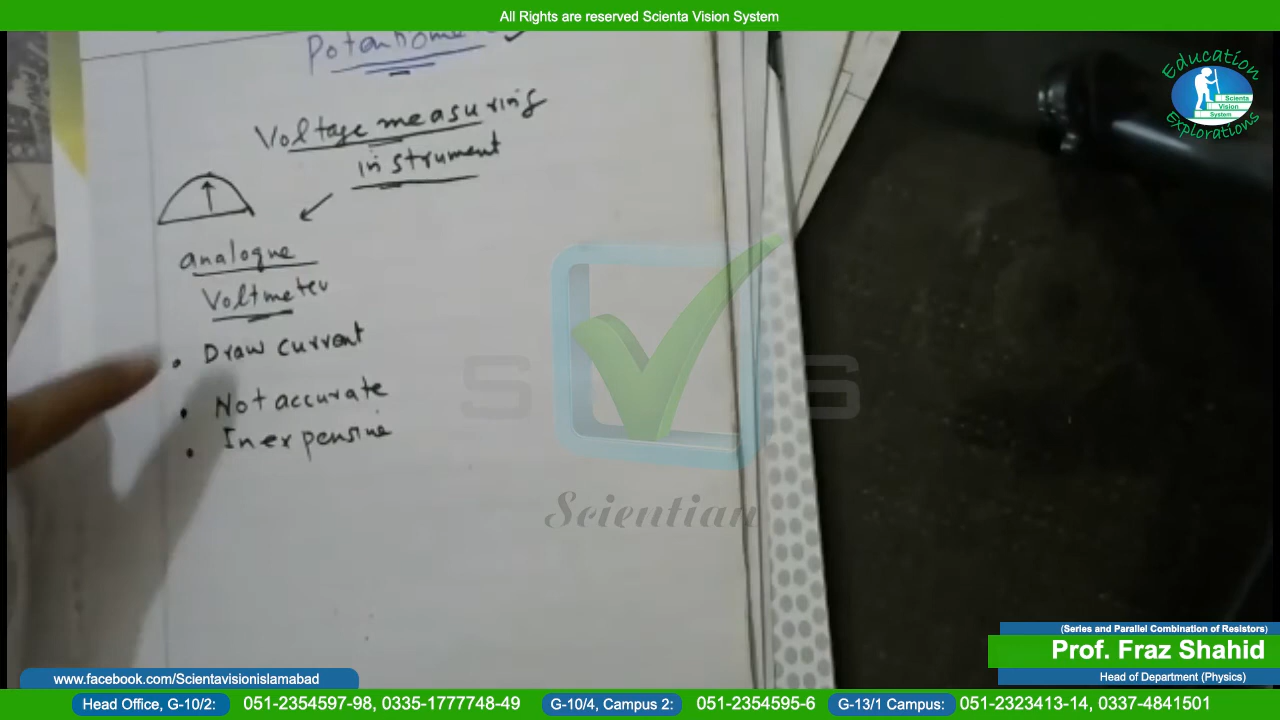 All Rights are reserved Scienta Vision System
Voltage measuring
instrument
analogue
Voltmeter
• Draw current
• Not accurate
• Inexpensive
Education
Scienta
Vision
System
Explorations
S S
Scientian
(Series and Parallel Combination of Resistors)
Prof. Fraz Shahid
Head of Department (Physics)
www.facebook.com/Scientavisionislamabad
Head Office, G-10/2: 051-2354597-98, 0335-1777748-49 G-10/4, Campus 2: 051-2354595-6 G-13/1 Campus: 051-2323413-14, 0337-4841501